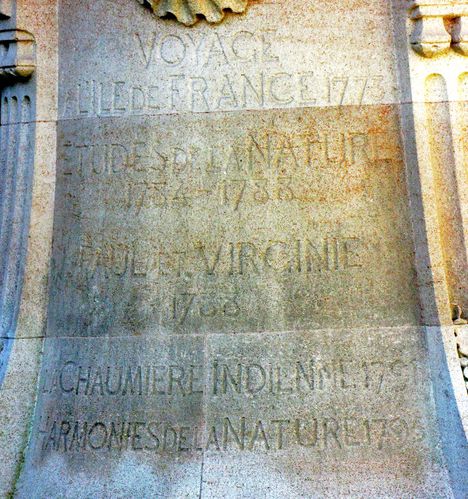 VOYAGE
A L'ILE DE FRANCE 1773
ETUDES DE LA NATURE
1784-1788
PAUL ET VIRGINIE
1788
LA CHAUMIERE INDIENNE 1791
HARMONIES DE LA NATURE 1796